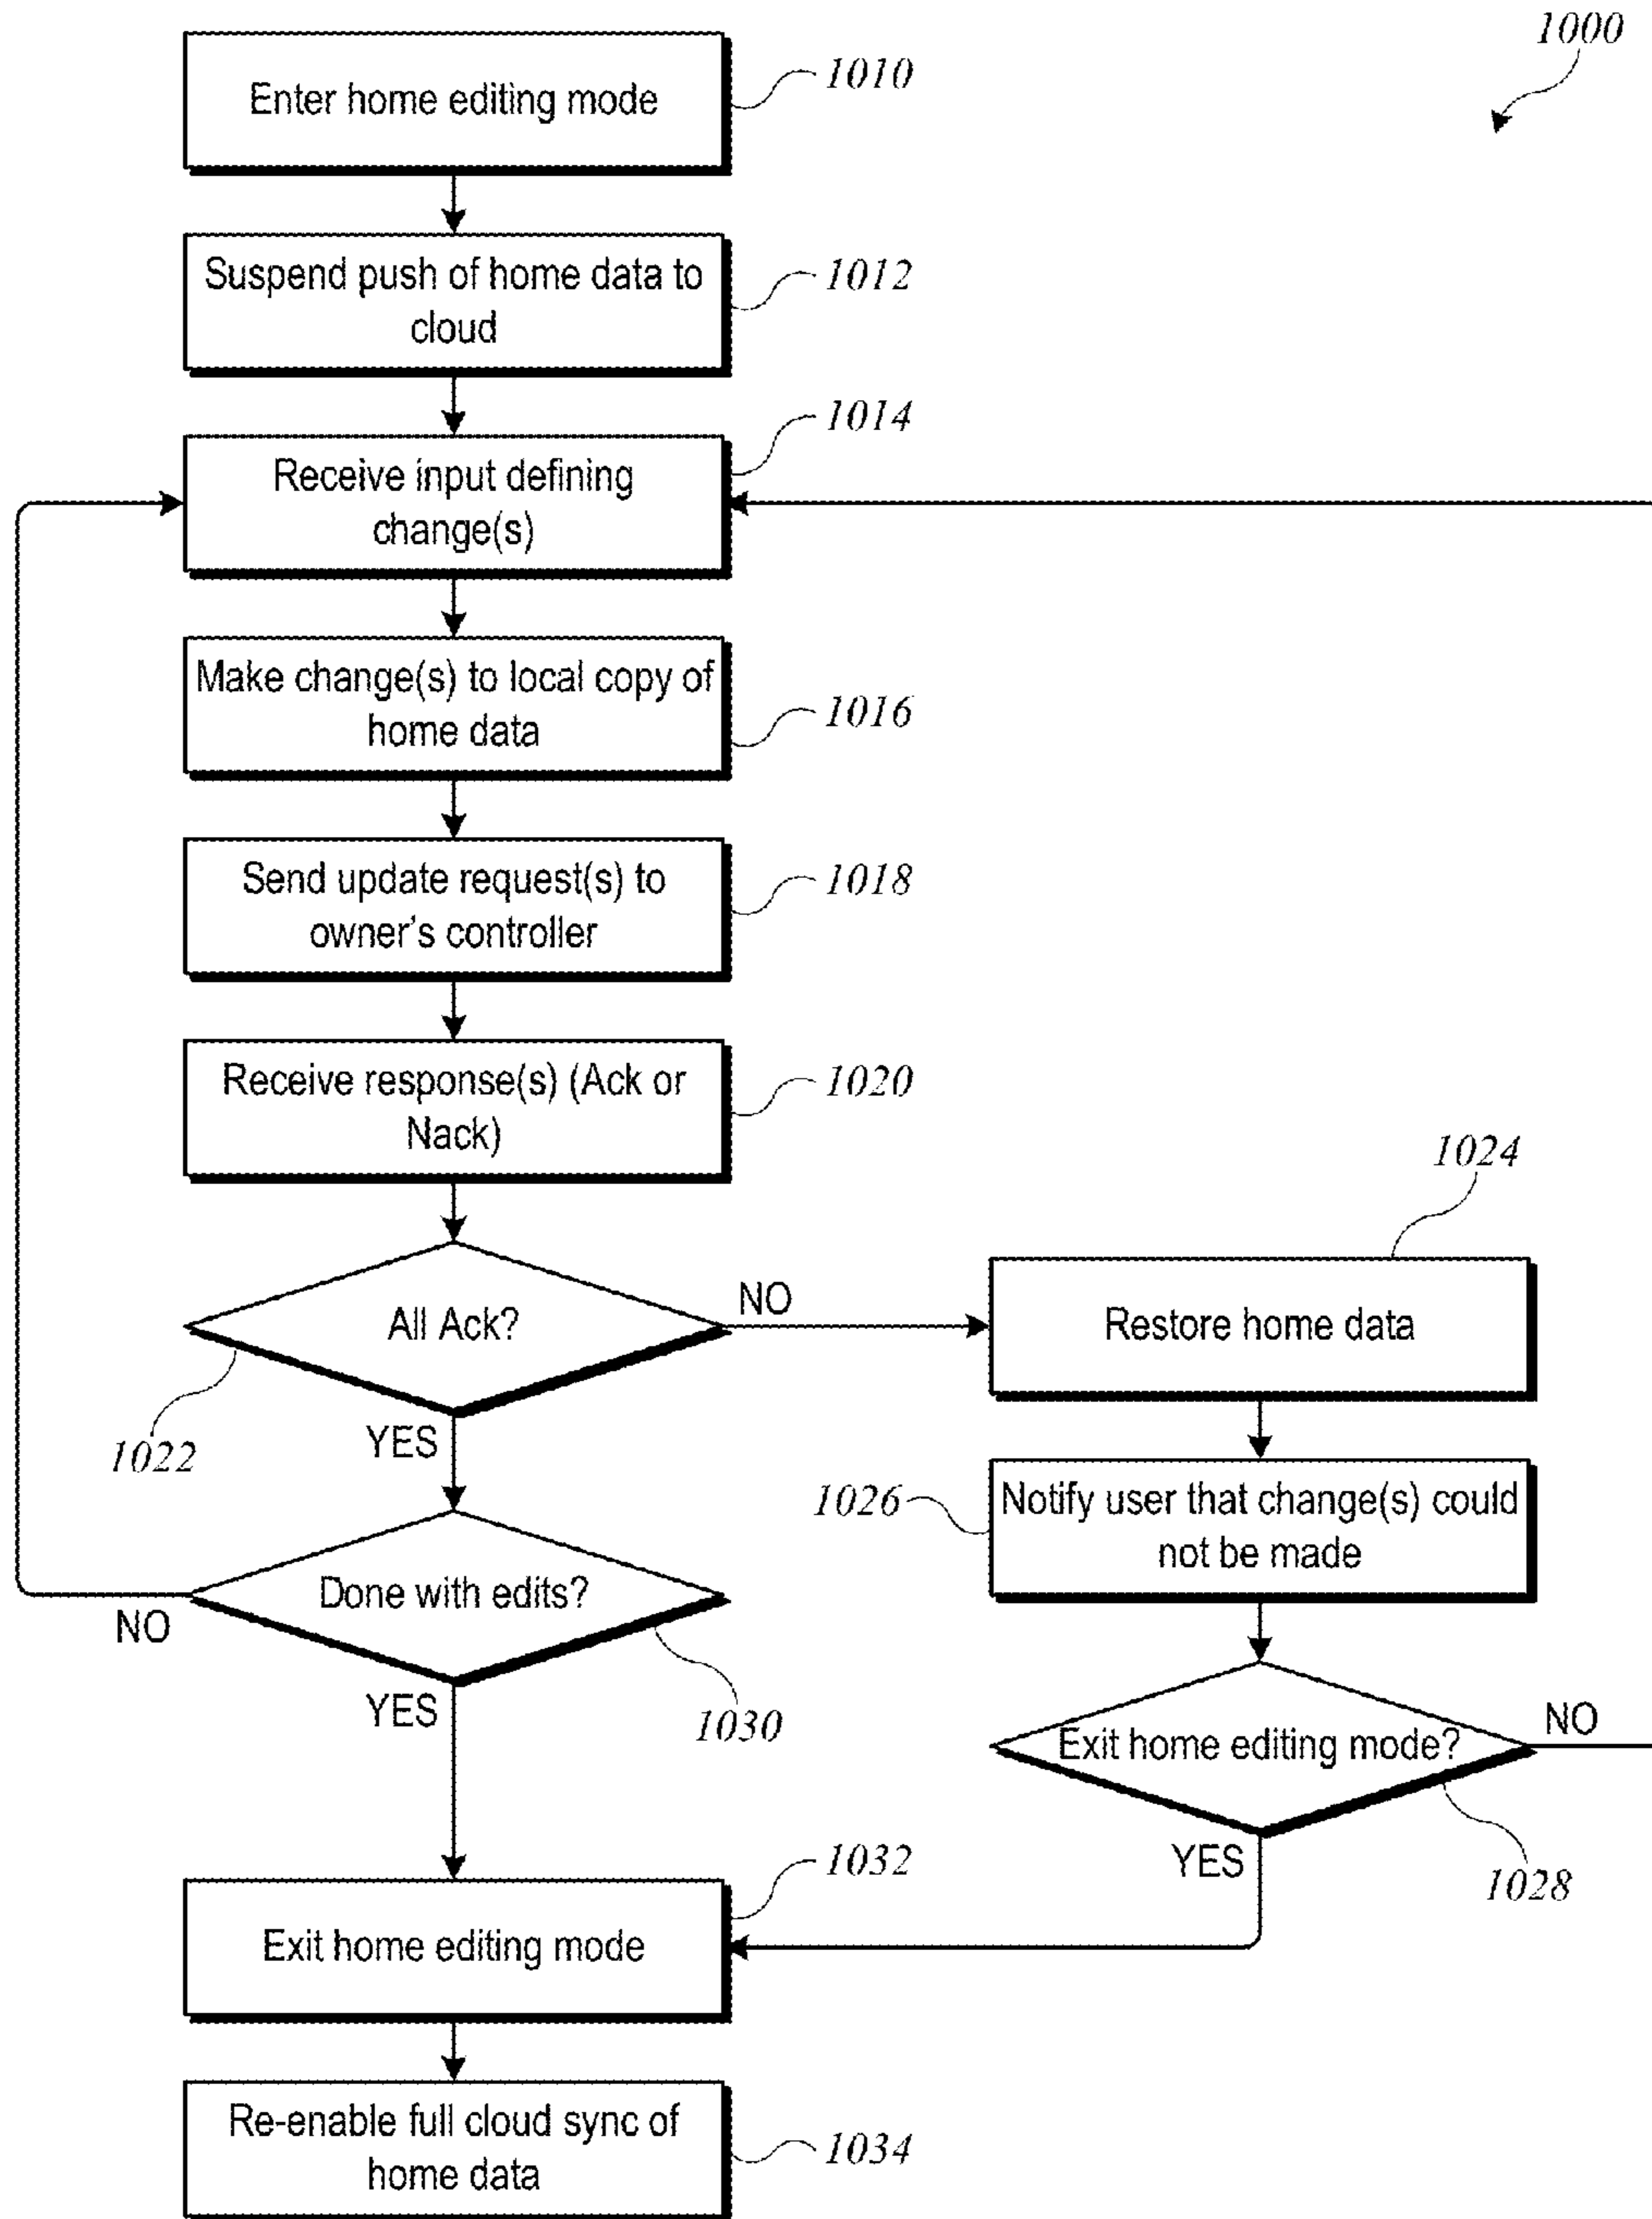 1000
Enter home editing mode
1010
Suspend push of home data to
cloud
1012
Receive input defining
change(s)
1014
Make change(s) to local copy of
home data
1016
Send update request(s) to
owner's controller
1018
Receive response(s) (Ack or
Nack)
1020
All Ack?
NO
YES
1022
Restore home data
1024
Notify user that change(s) could
not be made
1026
Done with edits?
NO
YES
1030
Exit home editing mode?
NO
YES
1028
Exit home editing mode
1032
Re-enable full cloud sync of
home data
1034